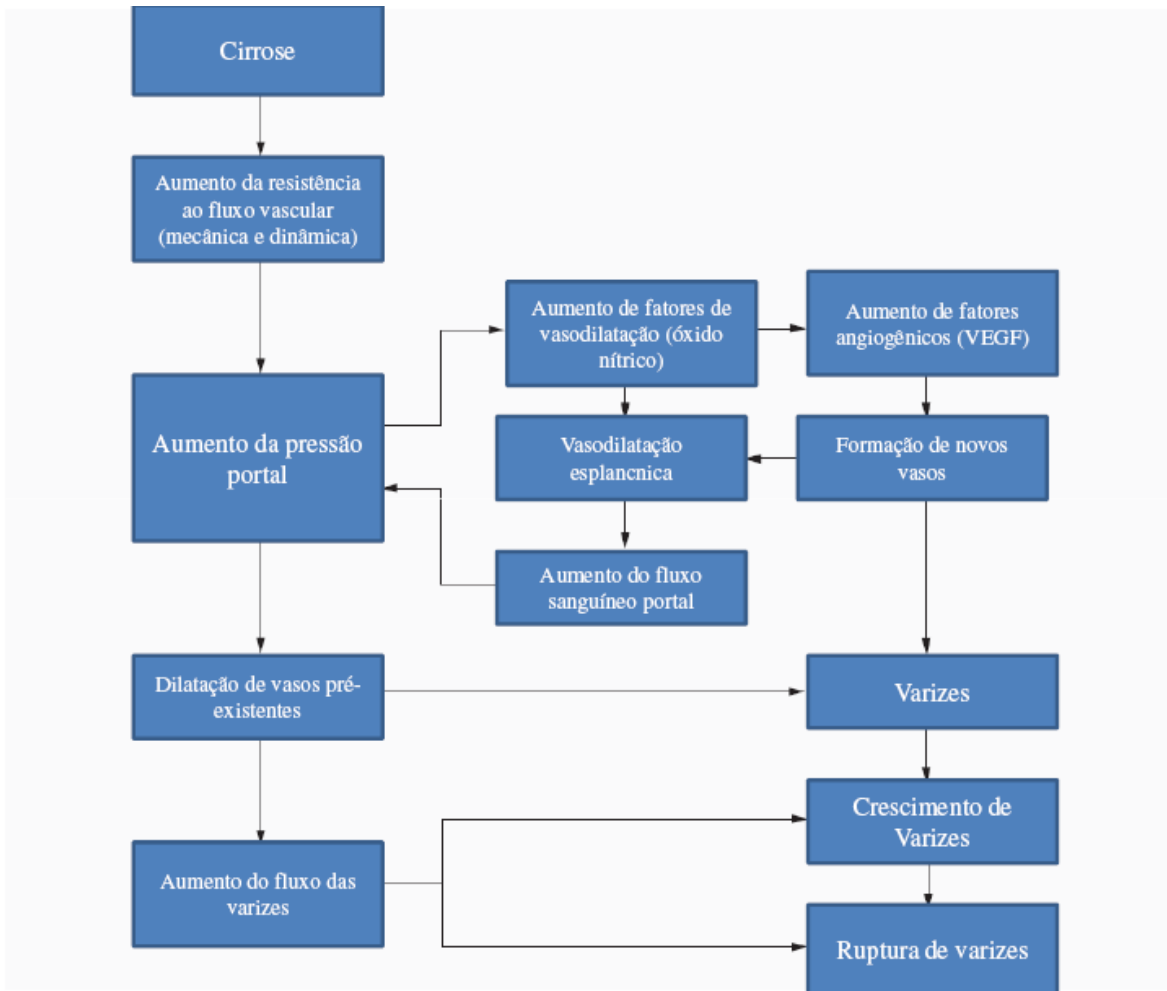 Cirrose
Aumento da resistência
ao fluxo vascular
(mecânica e dinâmica)
Aumento da pressão
portal
Aumento de fatores de
vasodilatação (óxido
nítrico)
Aumento de fatores
angiogênicos (VEGF)
Vasodilatação
esplancnica
Formação de novos
vasos
Aumento do fluxo
sanguíneo portal
Dilatação de vasos pré-
existentes
Varizes
Crescimento de
Varizes
Aumento do fluxo das
varizes
Ruptura de varizes